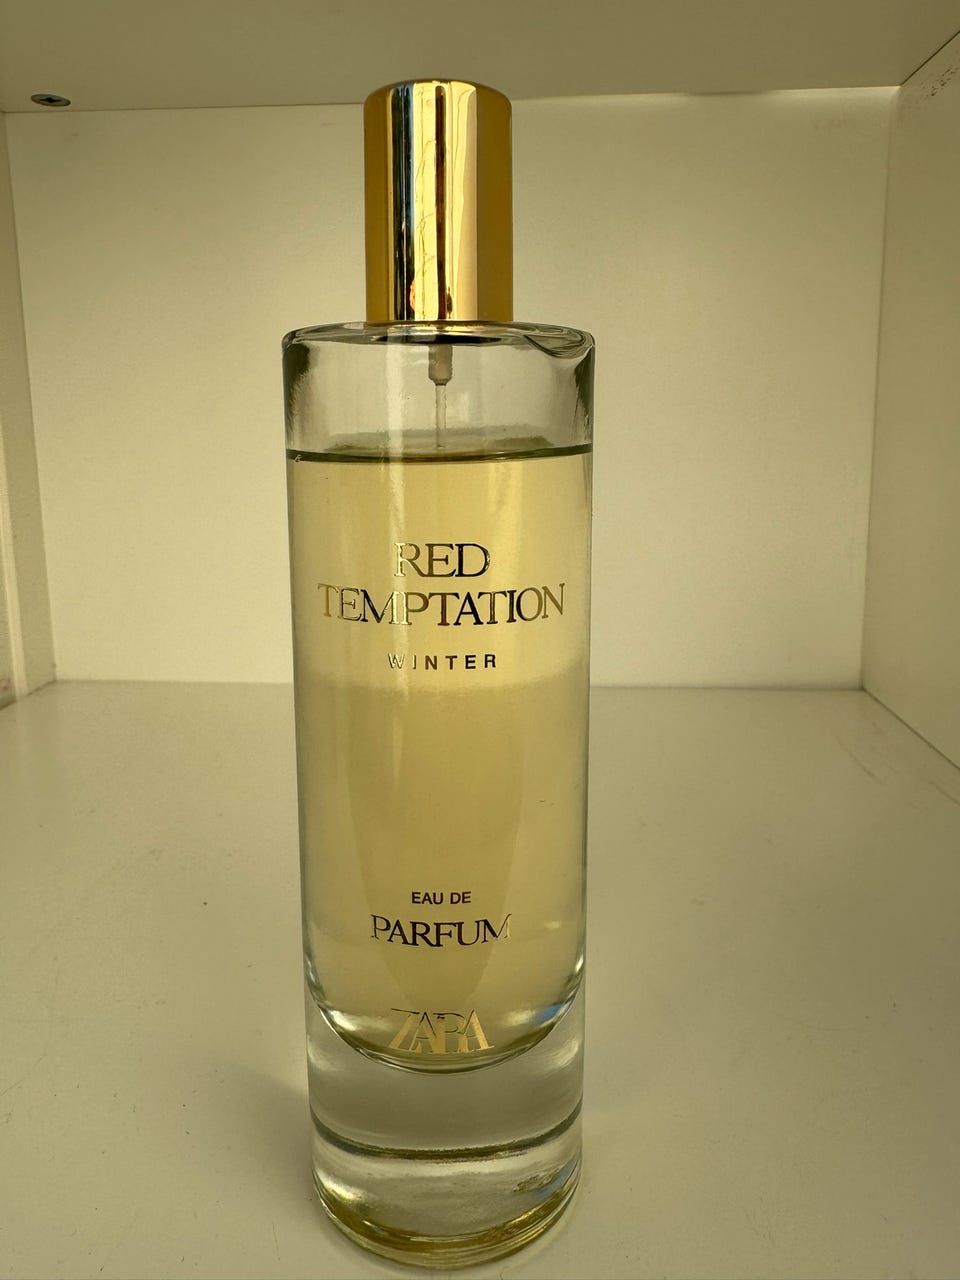 RED
TEMPTATION
WINTER
EAU DE
PARFUM
ZARA